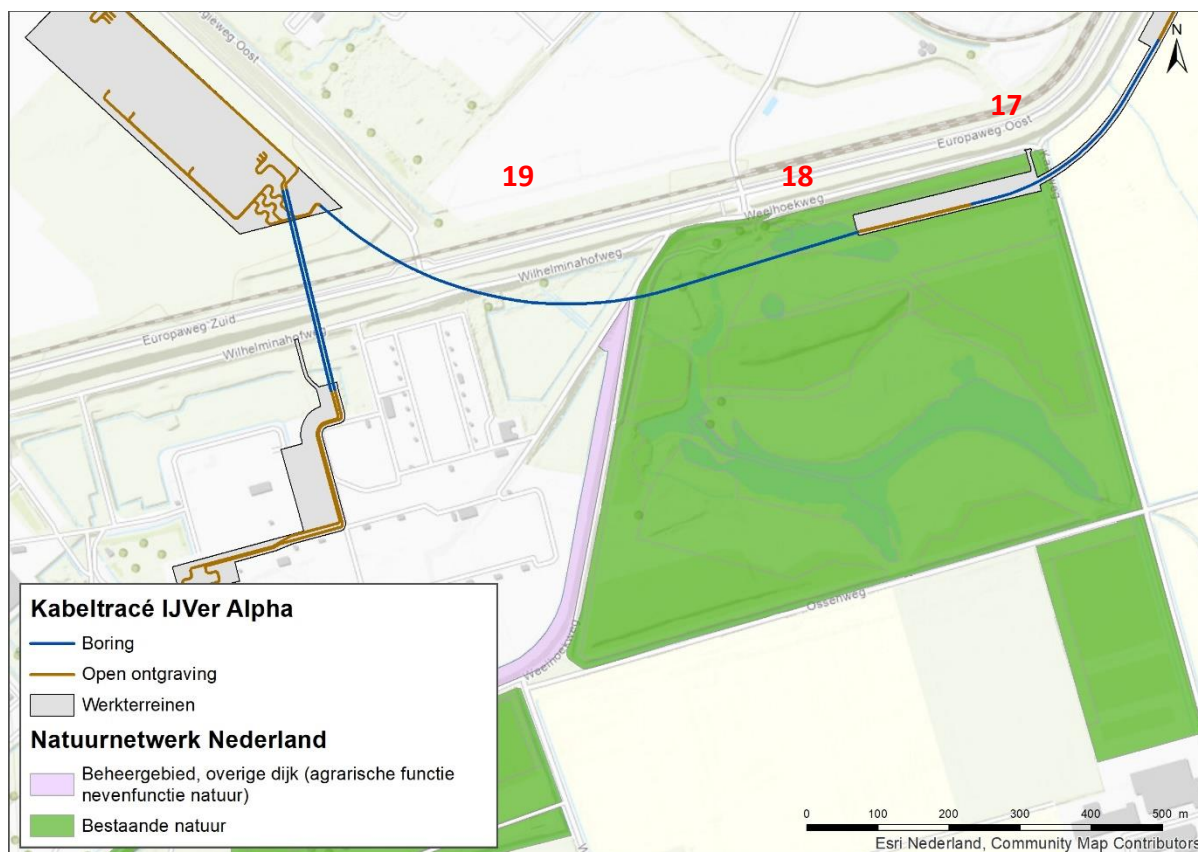 N
17
Europaweg Oost
18
19
Weelhoekweg
Wilhelminahofweg
Europaweg Zuid
Wilhelminahofweg
Ossenweg
Weelhoekweg
Kabeltracé IJVer Alpha
Boring
Open ontgraving
Werkterreinen
Natuurnetwerk Nederland
Beheergebied, overige dijk (agrarische functie
nevenfunctie natuur)
Bestaande natuur
0 100 200 300 400 500 m
Esri Nederland, Community Map Contributors